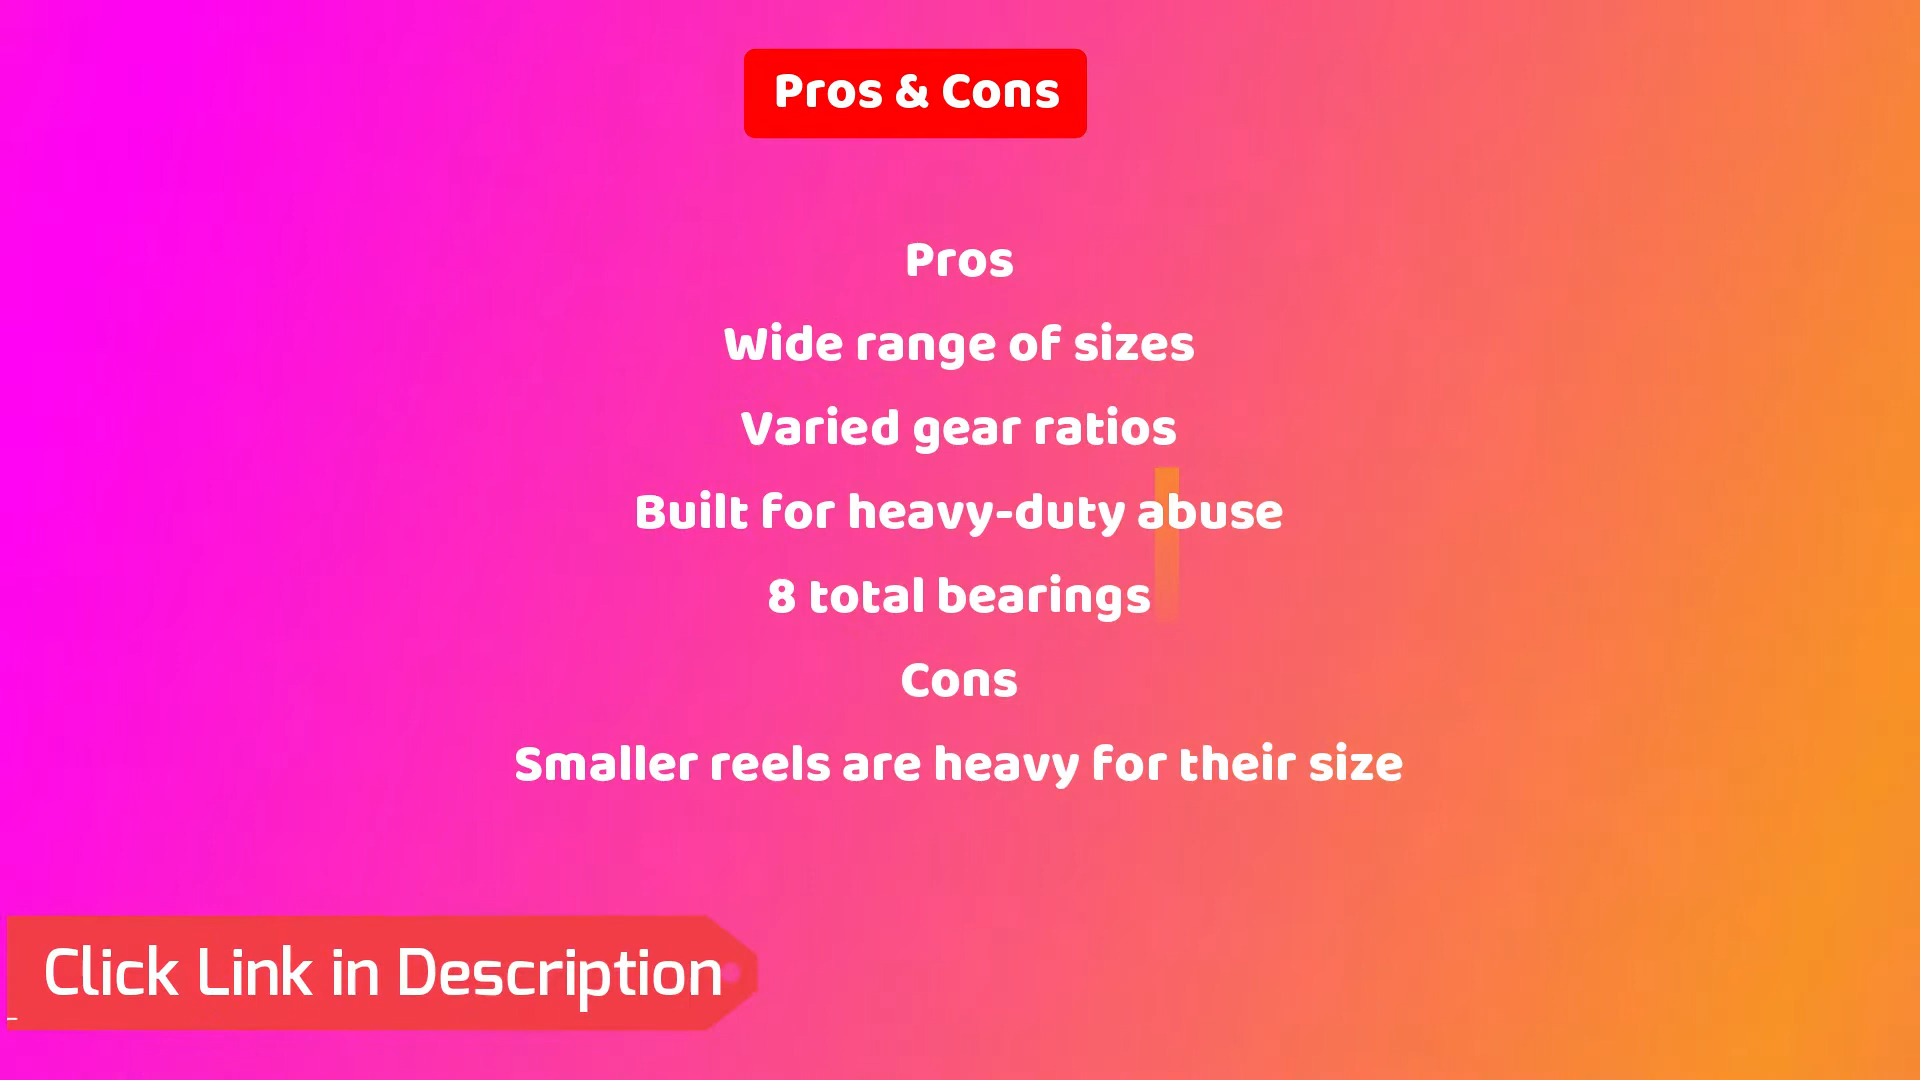 Pros & Cons
Pros
Wide range of sizes
Varied gear ratios
Built for heavy-duty abuse
8 total bearings
Cons
Smaller reels are heavy for their size
Click Link in Description